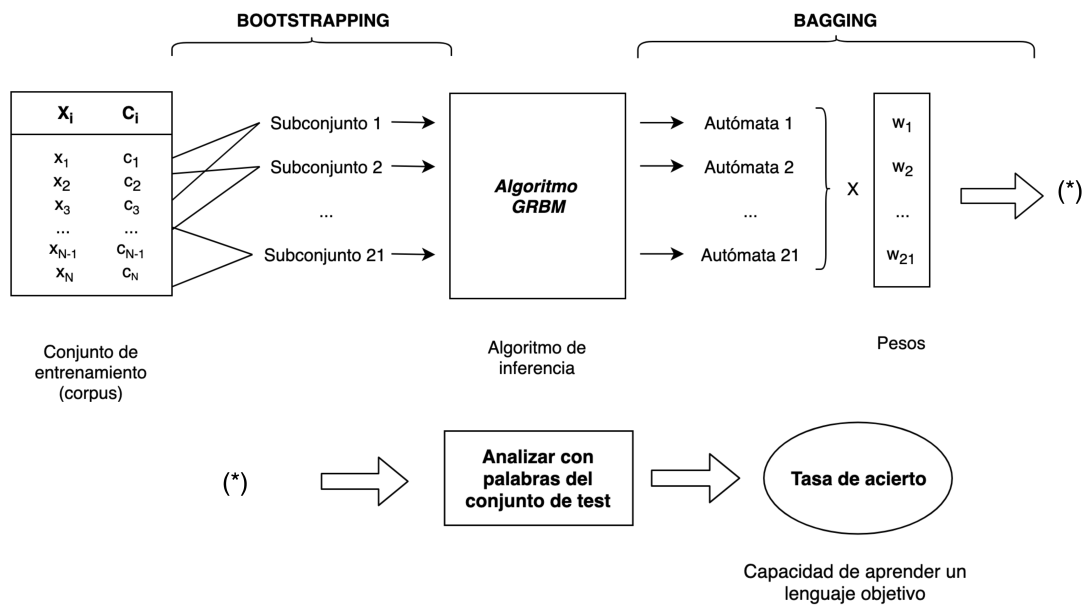 BOOTSTRAPPING
BAGGING
Xi Ci
x1 c1
x2 c2
x3 c3
... ...
xN-1 cN-1
xN cN
Subconjunto 1
Subconjunto 2
...
Subconjunto 21
Algoritmo
GRBM
Autómata 1
Autómata 2
...
Autómata 21
X
w1
w2
...
w21
(*)
Conjunto de
entrenamiento
(corpus)
Algoritmo de
inferencia
Pesos
(*)
Analizar con
palabras del
conjunto de test
Tasa de acierto
Capacidad de aprender un
lenguaje objetivo